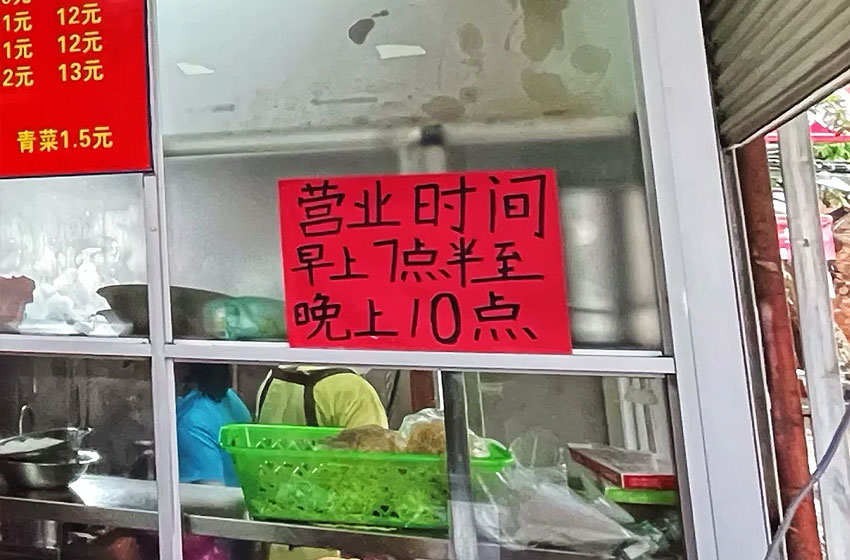 1元 12元
1元 12元
2元 13元
青菜1.5元
营业时间
早上7点半至
晚上10点